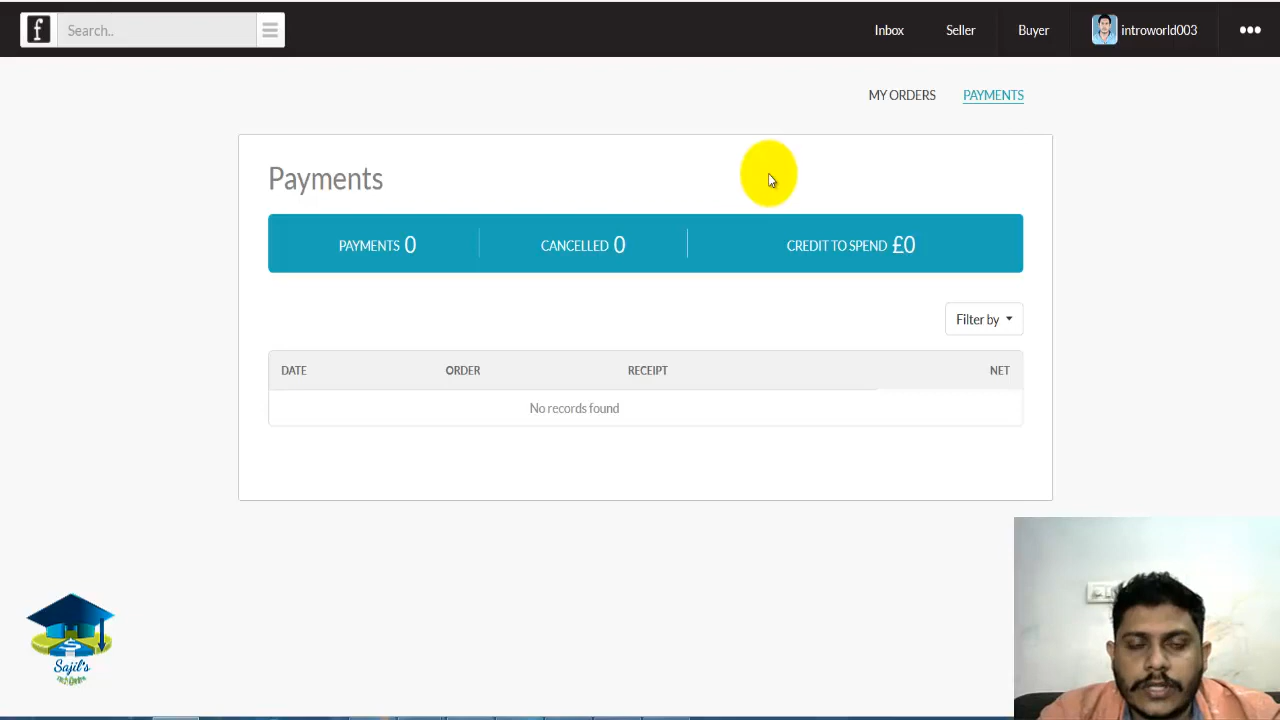 f Search.. Inbox Seller Buyer introworld003
MY ORDERS PAYMENTS
Payments
PAYMENTS 0 CANCELLED 0 CREDIT TO SPEND £0
Filter by
DATE ORDER RECEIPT NET
No records found
$
Sajil's